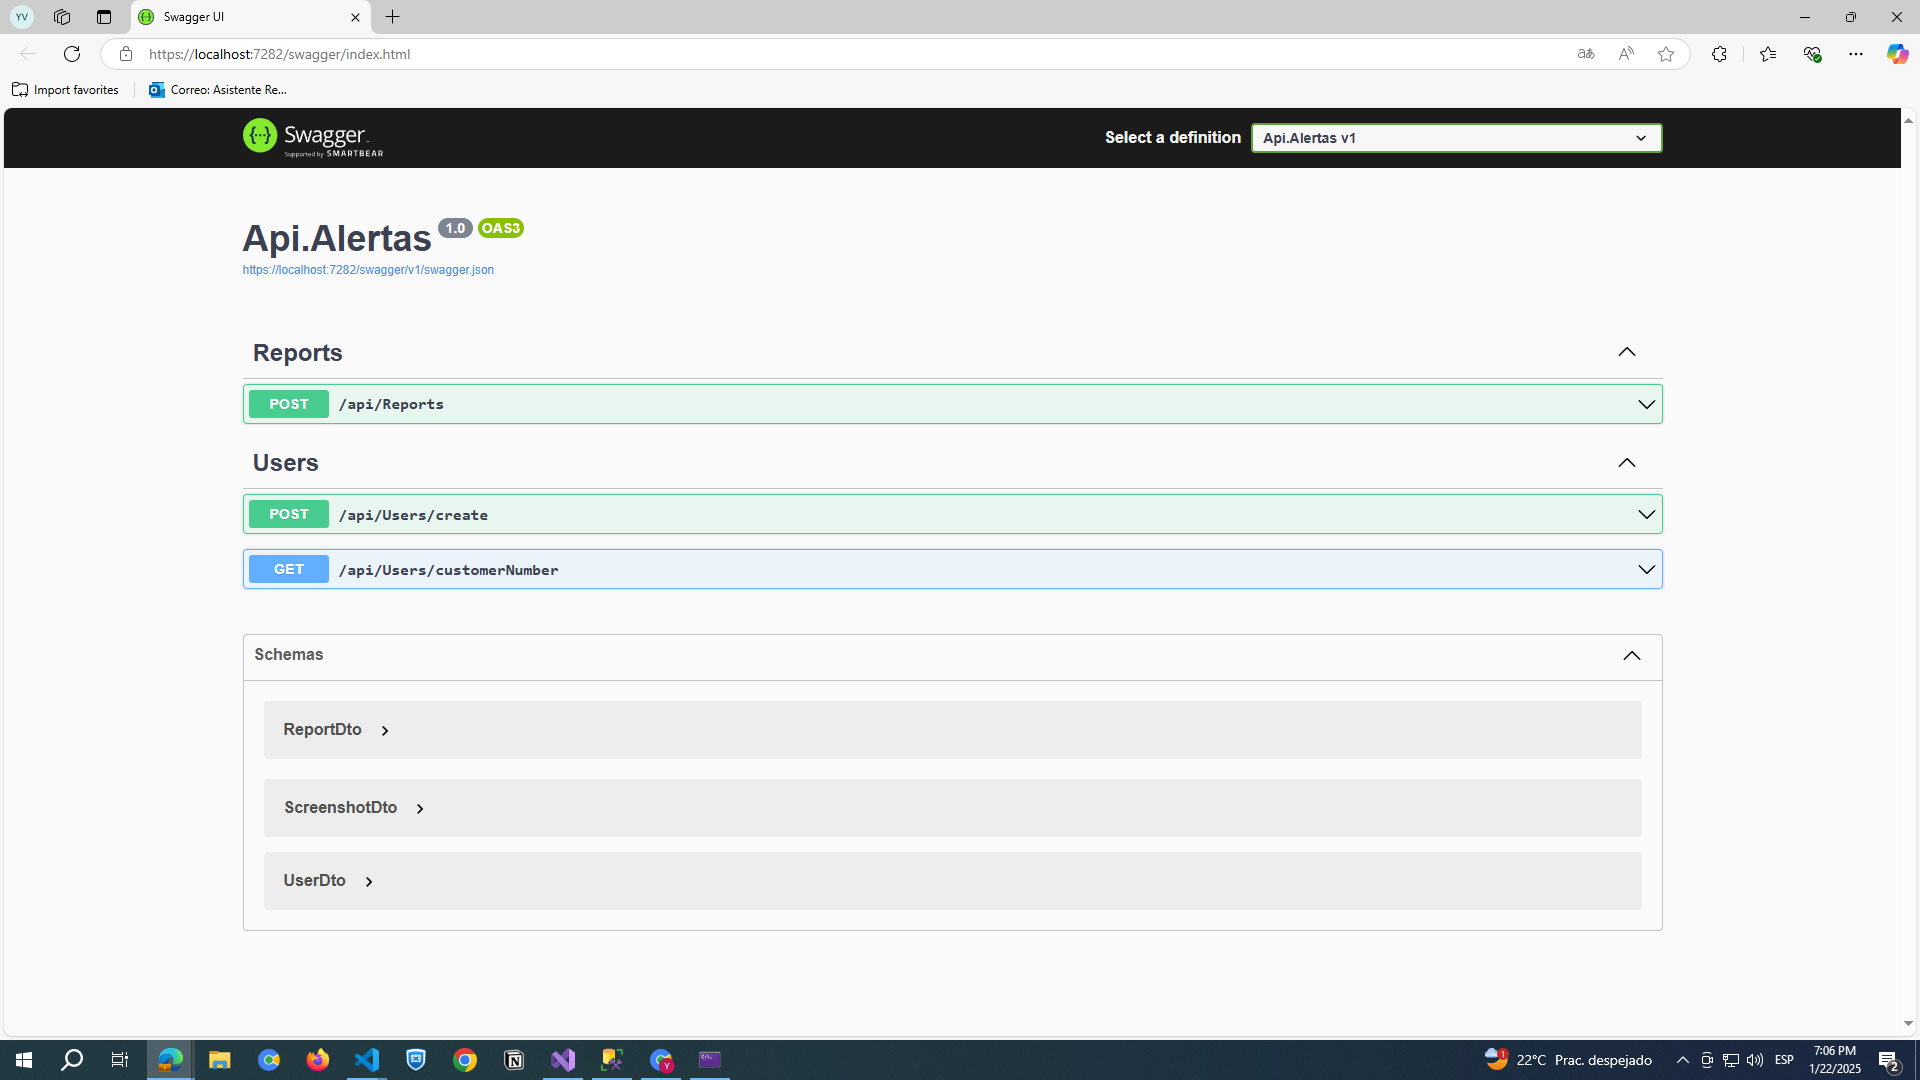 YV
Swagger UI
https://localhost:7282/swagger/index.html
Import favorites
Correo: Asistente Re...
Swagger
Supported by SMARTBEAR
Select a definition
Api.Alertas v1
Api.Alertas 1.0 OAS3
https://localhost:7282/swagger/v1/swagger.json
Reports
POST /api/Reports
Users
POST /api/Users/create
GET /api/Users/customerNumber
Schemas
ReportDto
ScreenshotDto
UserDto
1
22°C Prac. despejado
ESP
7:06 PM
1/22/2025
2